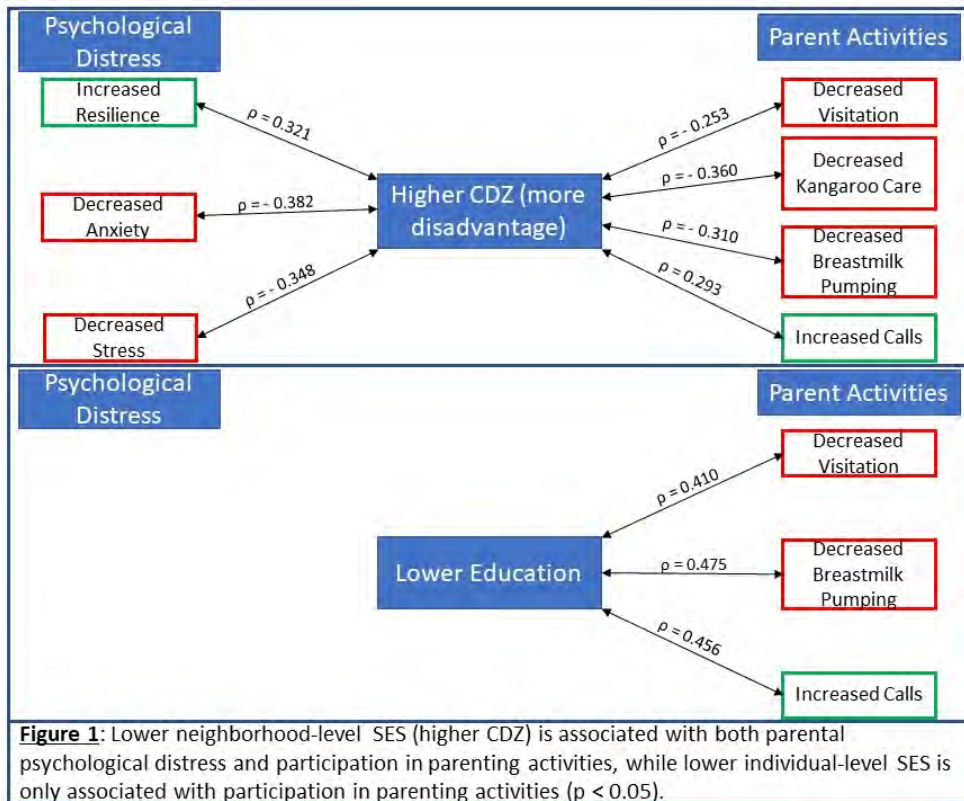 Psychological
Distress
Parent Activities
Increased
Resilience
ρ = 0.321
Decreased
Anxiety
ρ = - 0.382
Decreased
Stress
ρ = - 0.348
Higher CDZ (more
disadvantage)
ρ = - 0.253
Decreased
Visitation
ρ = - 0.360
Decreased
Kangaroo Care
ρ = - 0.310
Decreased
Breastmilk
Pumping
ρ = 0.293
Increased Calls
Psychological
Distress
Parent Activities
Lower Education
ρ = 0.410
Decreased
Visitation
ρ = 0.475
Decreased
Breastmilk
Pumping
ρ = 0.456
Increased Calls
Figure 1: Lower neighborhood-level SES (higher CDZ) is associated with both parental
psychological distress and participation in parenting activities, while lower individual-level SES is
only associated with participation in parenting activities (p < 0.05).